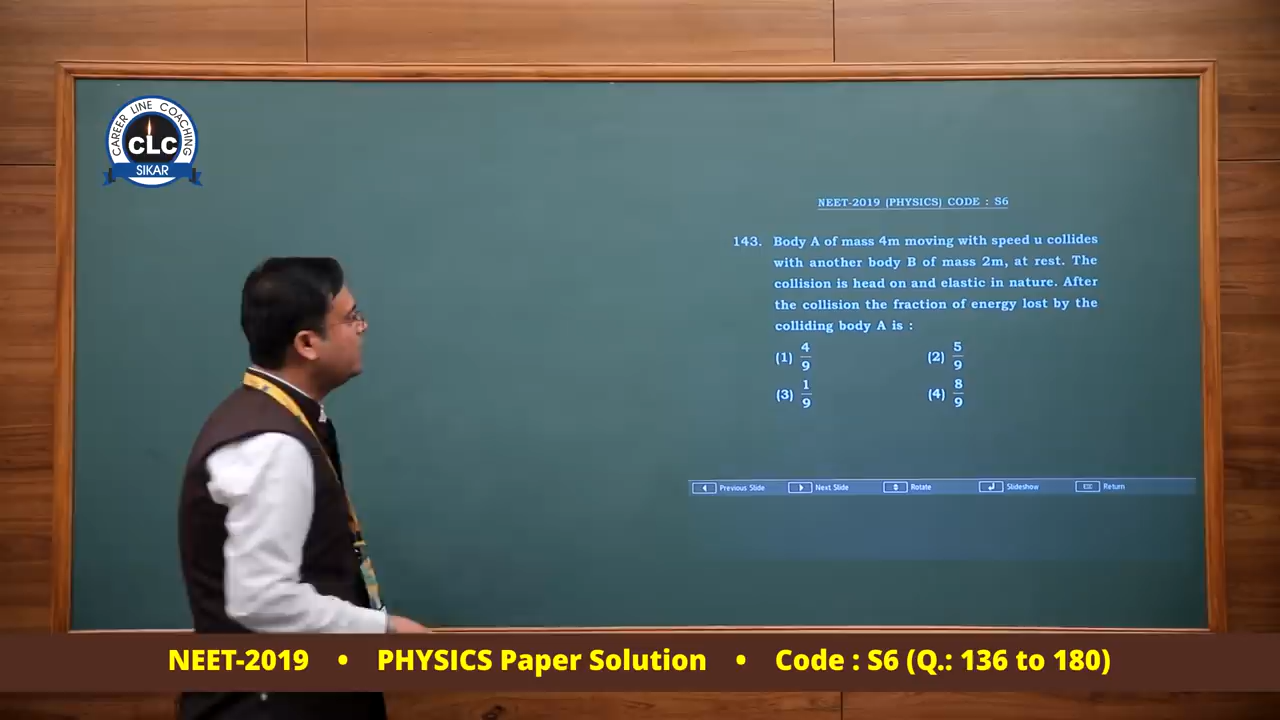 CAREER LINE COACHING
CLC
SIKAR
NEET-2019 (PHYSICS) CODE : S6
143. Body A of mass 4m moving with speed u collides
with another body B of mass 2m, at rest. The
collision is head on and elastic in nature. After
the collision the fraction of energy lost by the
colliding body A is :
(1) 4/9 (2) 5/9
(3) 1/9 (4) 8/9
Previous Slide Next Slide Rotate Slideshow ESC Return
NEET-2019 • PHYSICS Paper Solution • Code : S6 (Q.: 136 to 180)